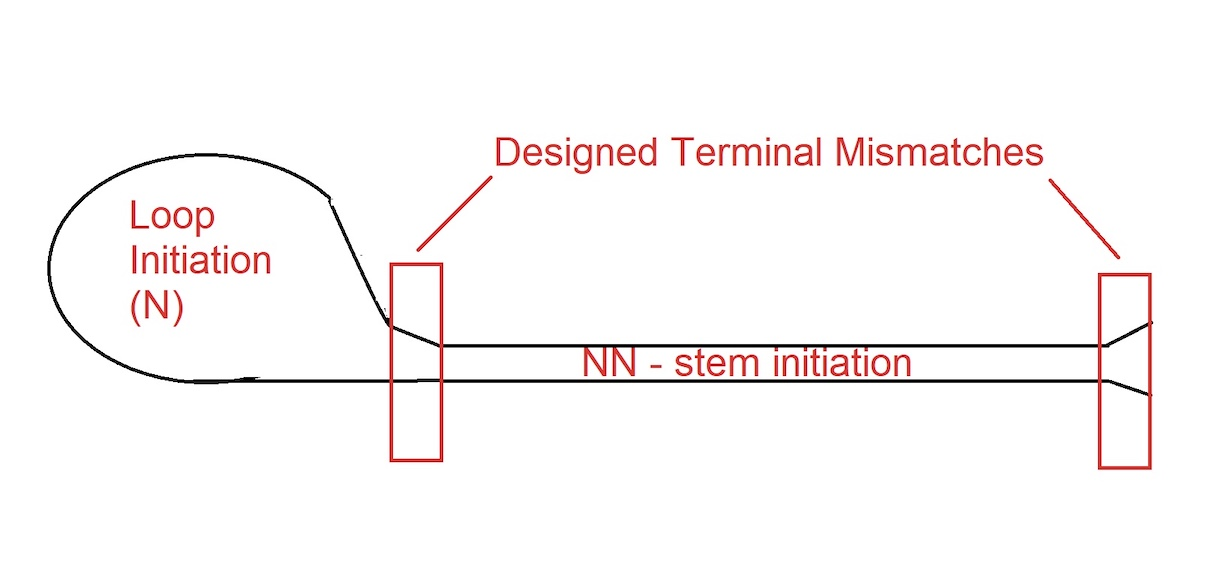 Designed Terminal Mismatches
Loop
Initiation
(N)
NN - stem initiation